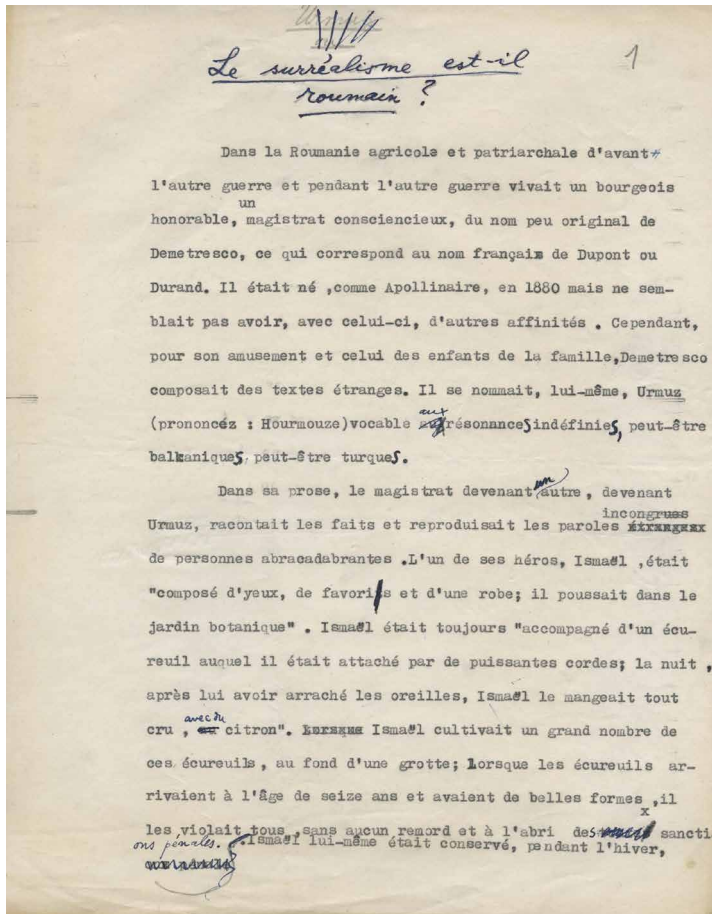 Urmuz
Le surréalisme est-il
roumain ?
1
Dans la Roumanie agricole et patriarchale d'avant
l'autre guerre et pendant l'autre guerre vivait un bourgeois
un
honorable, magistrat consciencieux, du nom peu original de
Demetresco, ce qui correspond au nom français de Dupont ou
Durand. Il était né ,comme Apollinaire, en 1880 mais ne sem-
blait pas avoir, avec celui-ci, d'autres affinités . Cependant,
pour son amusement et celui des enfants de la famille,Demetresco
composait des textes étranges. Il se nommait, lui-même, Urmuz
(prononcéz : Hourmouze)vocable aux résonnances indéfinies, peut-être
balkaniques, peut-être turques.
Dans sa prose, le magistrat devenant un autre, devenant
incongrues
Urmuz, racontait les faits et reproduisait les paroles
de personnes abracadabrantes .L'un de ses héros, Ismaël ,était
"composé d'yeux, de favoris et d'une robe; il poussait dans le
jardin botanique" . Ismaël était toujours "accompagné d'un écu-
reuil auquel il était attaché par de puissantes cordes; la nuit ,
après lui avoir arraché les oreilles, Ismaël le mangeait tout
cru , avec du citron". Ismaël cultivait un grand nombre de
ces écureuils, au fond d'une grotte; lorsque les écureuils ar-
rivaient à l'âge de seize ans et avaient de belles formes ,il
x
les violait tous ,sans aucun remord et à l'abri des sancti
ons pénales. .Ismaël lui-même était conservé, pendant l'hiver,